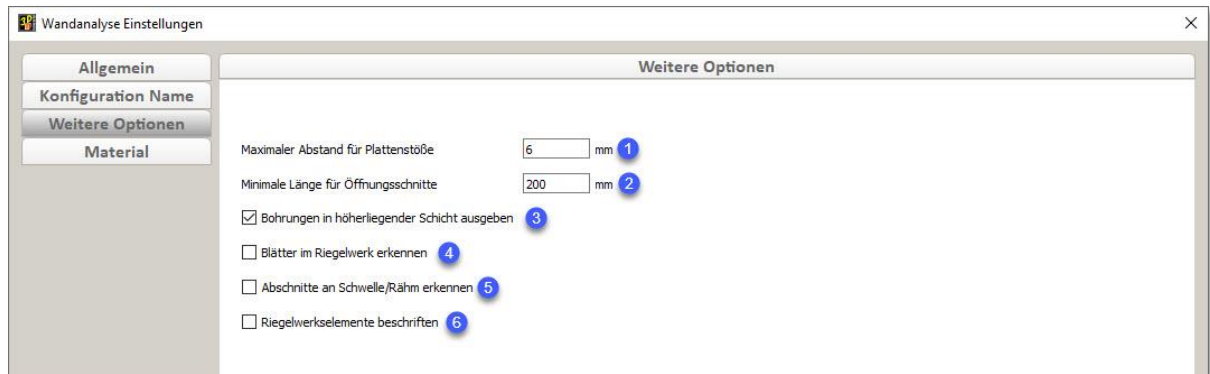 Wandanalyse Einstellungen
Allgemein
Konfiguration Name
Weitere Optionen
Material
Weitere Optionen
Maximaler Abstand für Plattenstöße 6 mm 1
Minimale Länge für Öffnungsschnitte 200 mm 2
Bohrungen in höherliegender Schicht ausgeben 3
Blätter im Riegelwerk erkennen 4
Abschnitte an Schwelle/Rähm erkennen 5
Riegelwerkselemente beschriften 6